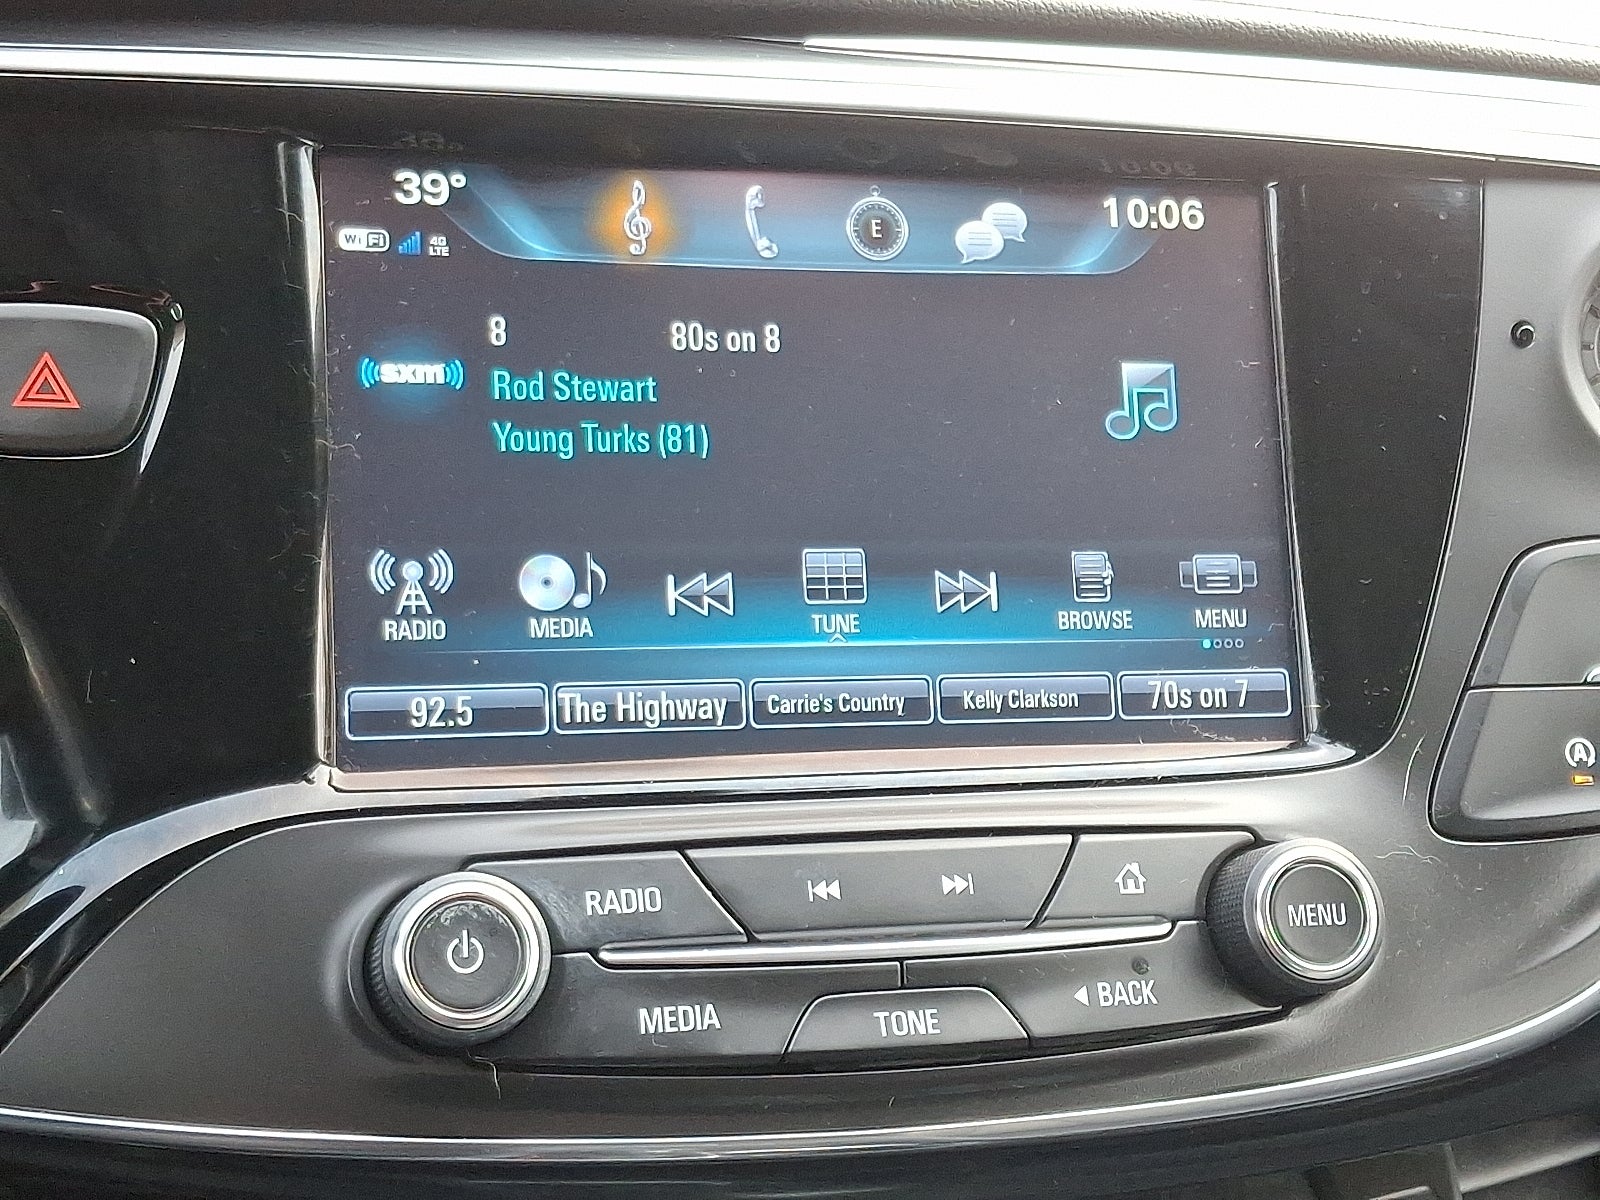 39°
10:06
WiFi
4G
LTE
E
8
80s on 8
((sxm))
Rod Stewart
Young Turks (81)
RADIO
MEDIA
TUNE
BROWSE
MENU
92.5
The Highway
Carrie's Country
Kelly Clarkson
70s on 7
A
RADIO
MENU
MEDIA
TONE
BACK